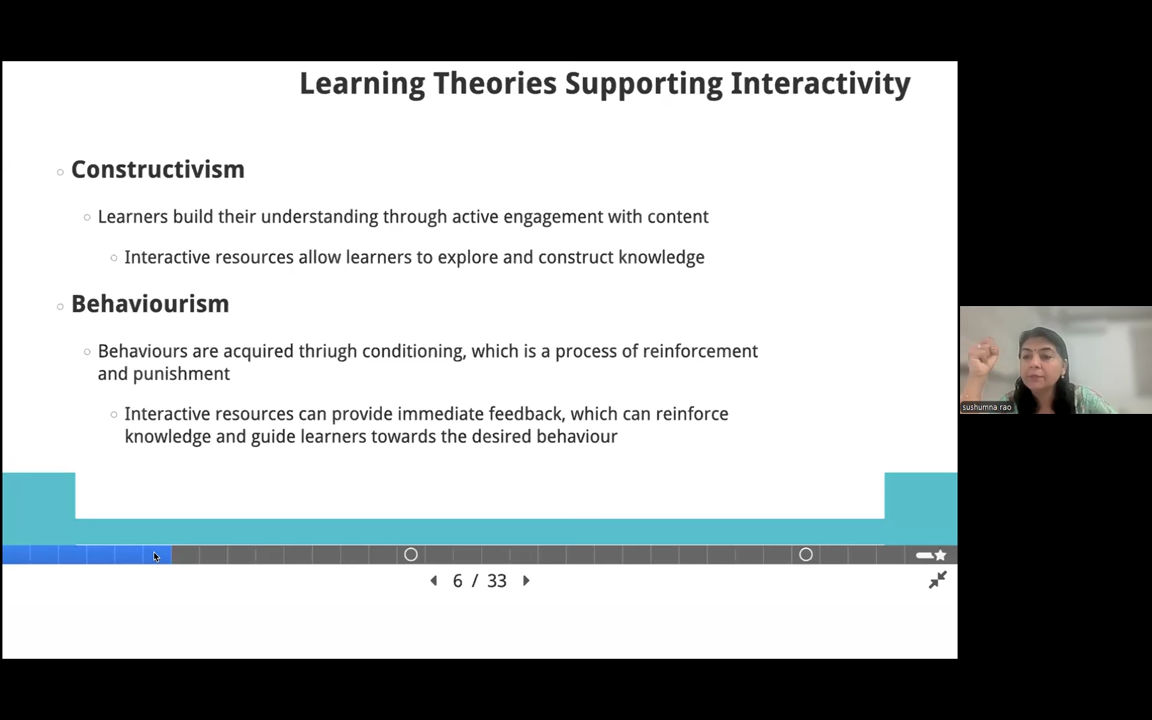 Learning Theories Supporting Interactivity
Constructivism
Learners build their understanding through active engagement with content
Interactive resources allow learners to explore and construct knowledge
Behaviourism
Behaviours are acquired thriugh conditioning, which is a process of reinforcement
and punishment
Interactive resources can provide immediate feedback, which can reinforce
knowledge and guide learners towards the desired behaviour
sushumna rao
6 / 33